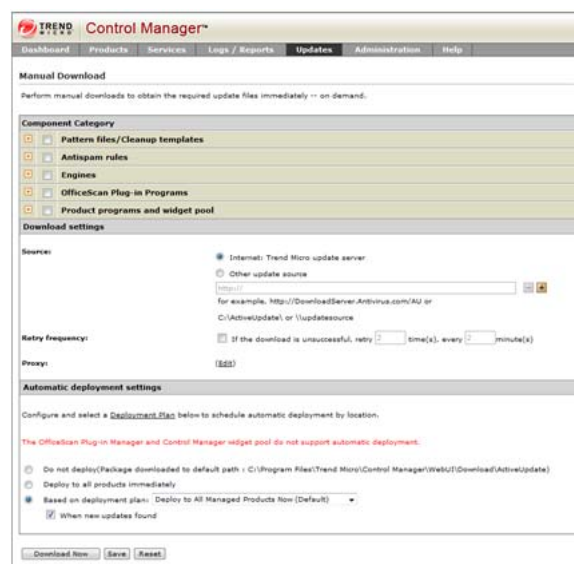 TREND MICRO Control Manager™
Dashboard Products Services Logs / Reports Updates Administration Help
Manual Download
Perform manual downloads to obtain the required update files immediately -- on demand.
Component Category
Pattern files/Cleanup templates
Antispam rules
Engines
OfficeScan Plug-in Programs
Product programs and widget pool
Download settings
Source:
Internet: Trend Micro update server
Other update source
http://
for example, http://DownloadServer.Antivirus.com/AU or
C:\ActiveUpdate\ or \\updatesource
Retry frequency: If the download is unsuccessful, retry 2 time(s), every 2 minute(s)
Proxy: (Edit)
Automatic deployment settings
Configure and select a Deployment Plan below to schedule automatic deployment by location.
The OfficeScan Plug-in Manager and Control Manager widget pool do not support automatic deployment.
Do not deploy(Package downloaded to default path : C:\Program Files\Trend Micro\Control Manager\WebUI\Download\ActiveUpdate)
Deploy to all products immediately
Based on deployment plan: Deploy to All Managed Products Now (Default)
When new updates found
Download Now Save Reset